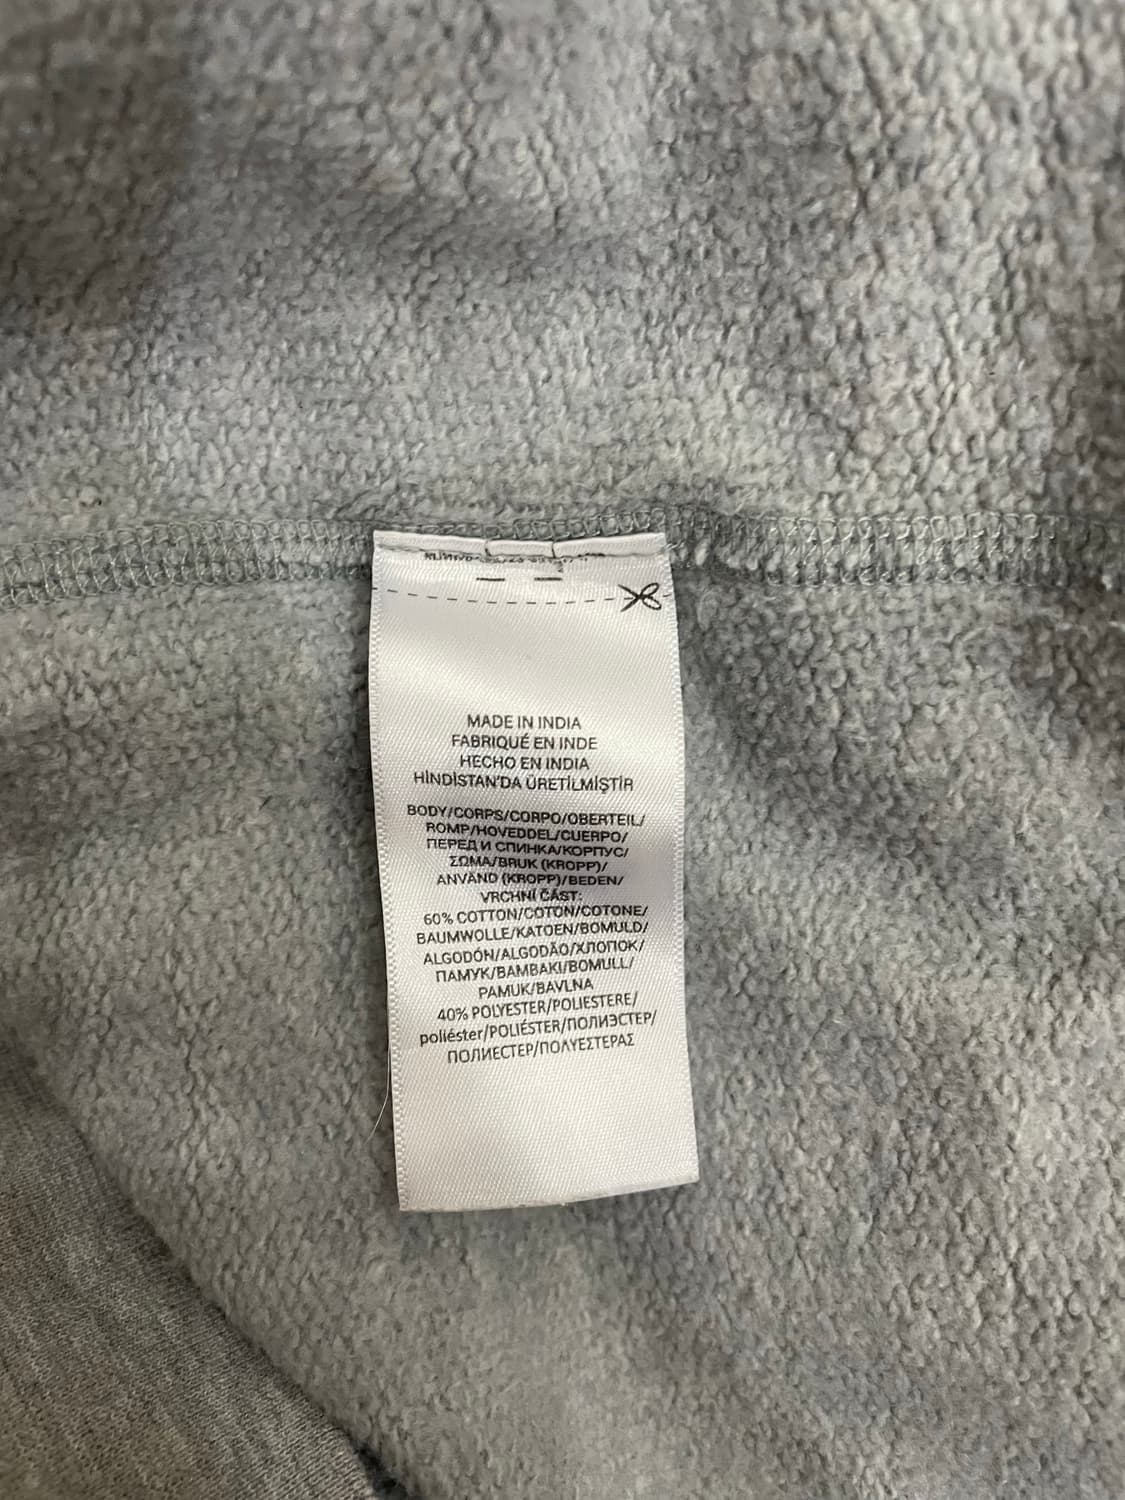 MADE IN INDIA
FABRIQUÉ EN INDE
HECHO EN INDIA
HİNDİSTAN'DA ÜRETİLMİŞTİR
BODY/CORPS/CORPO/OBERTEIL/
ROMP/HOVEDDEL/CUERPO/
ПЕРЕД И СПИНКА/КОРПУС/
ΣΩΜΑ/BRUK (KROPP)/
ANVÄND (KROPP)/BEDEN/
VRCHNÍ ČÁST:
60% COTTON/COTON/COTONE/
BAUMWOLLE/KATOEN/BOMULD/
ALGODÓN/ALGODÃO/ХЛОПОК/
ПАМУК/ΒΑΜΒΑΚΙ/BOMULL/
PAMUK/BAVLNA
40% POLYESTER/POLIESTERE/
poliéster/POLIÉSTER/ПОЛИЭСТЕР/
ПОЛИЕСТЕР/ΠΟΛΥΕΣΤΕΡΑΣ